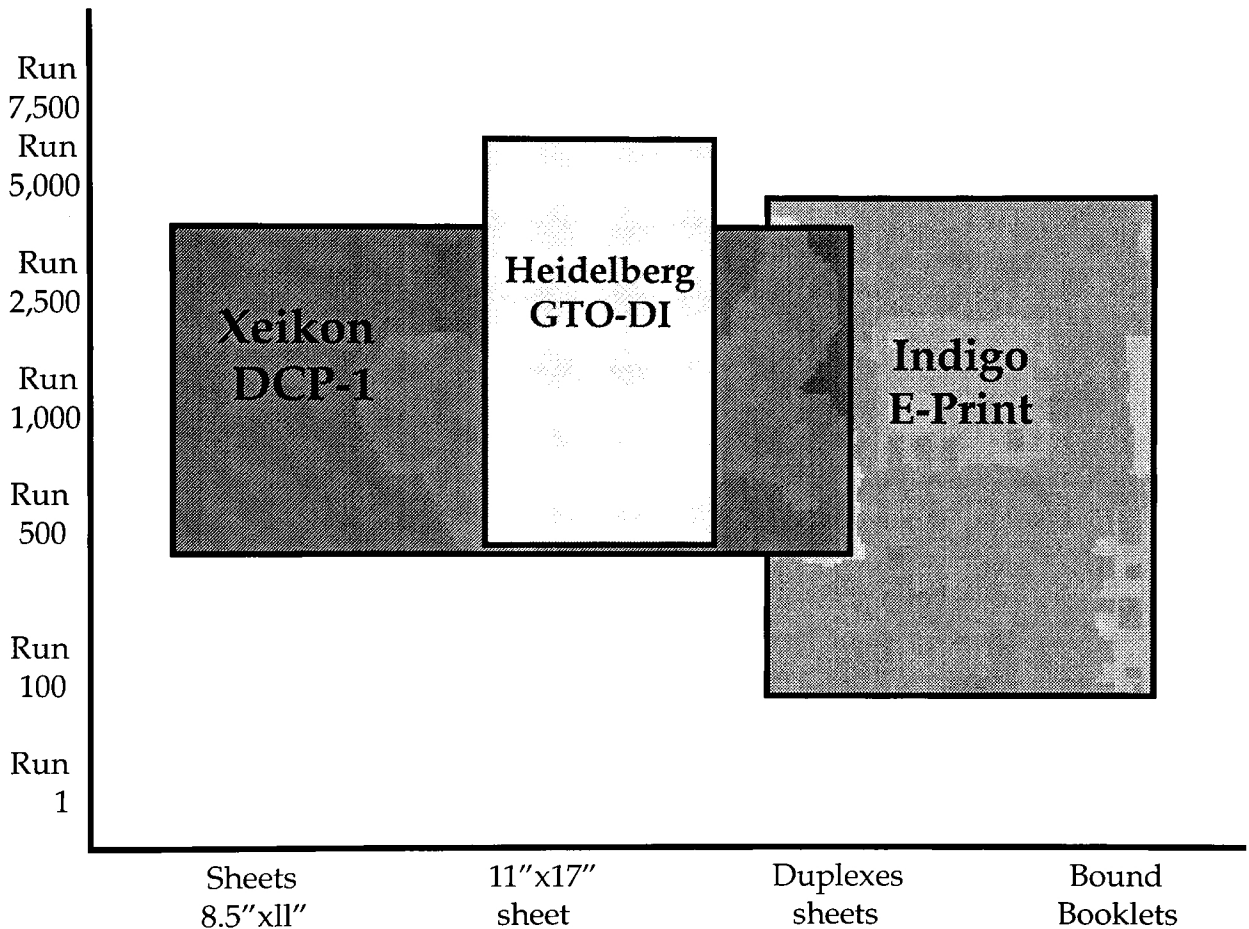 Run
7,500
Run
5,000
Run
2,500
Run
1,000
Run
500
Run
100
Run
1
Xeikon
DCP-1
Heidelberg
GTO-DI
Indigo
E-Print
Sheets
8.5"xll"
11"x17"
sheet
Duplexes
sheets
Bound
Booklets